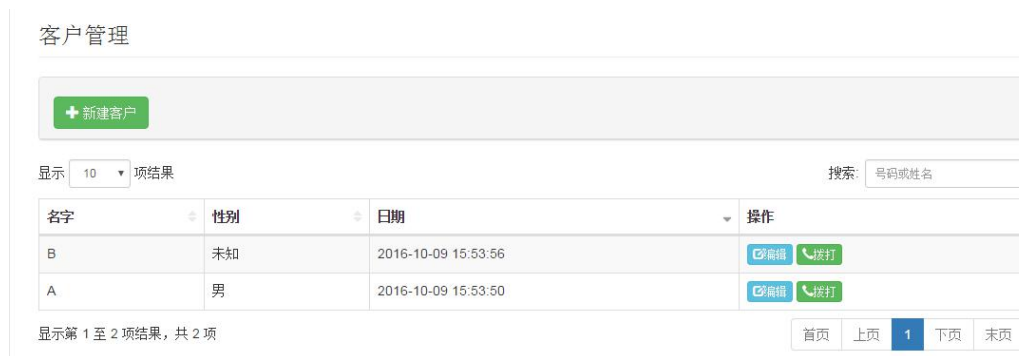 客户管理
新建客户
显示 10 项结果 搜索: 号码或姓名
名字 性别 日期 操作
B 未知 2016-10-09 15:53:56 编辑 拨打
A 男 2016-10-09 15:53:50 编辑 拨打
显示第 1 至 2 项结果，共 2 项 首页 上页 1 下页 末页